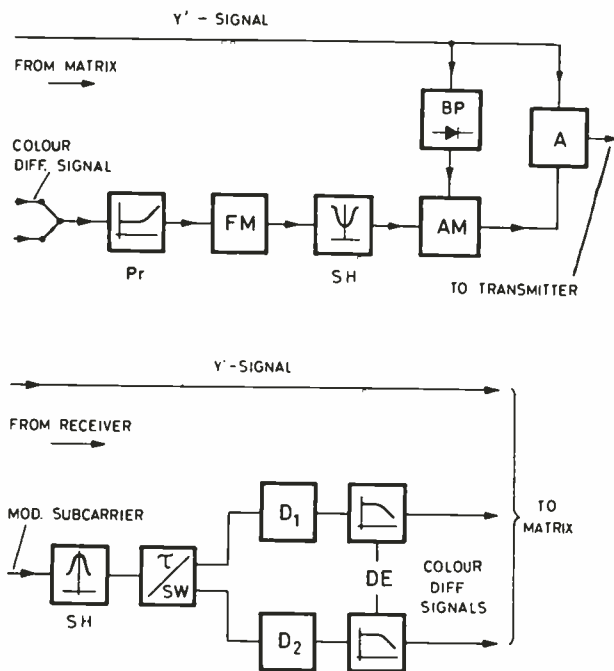 Y' - SIGNAL
FROM MATRIX
BP
A
COLOUR
DIFF. SIGNAL
FM
AM
Pr
SH
TO TRANSMITTER
Y'-SIGNAL
FROM RECEIVER
MOD. SUBCARRIER
D1
τ
SW
DE
TO
MATRIX
COLOUR
DIFF
SIGNALS
SH
D2